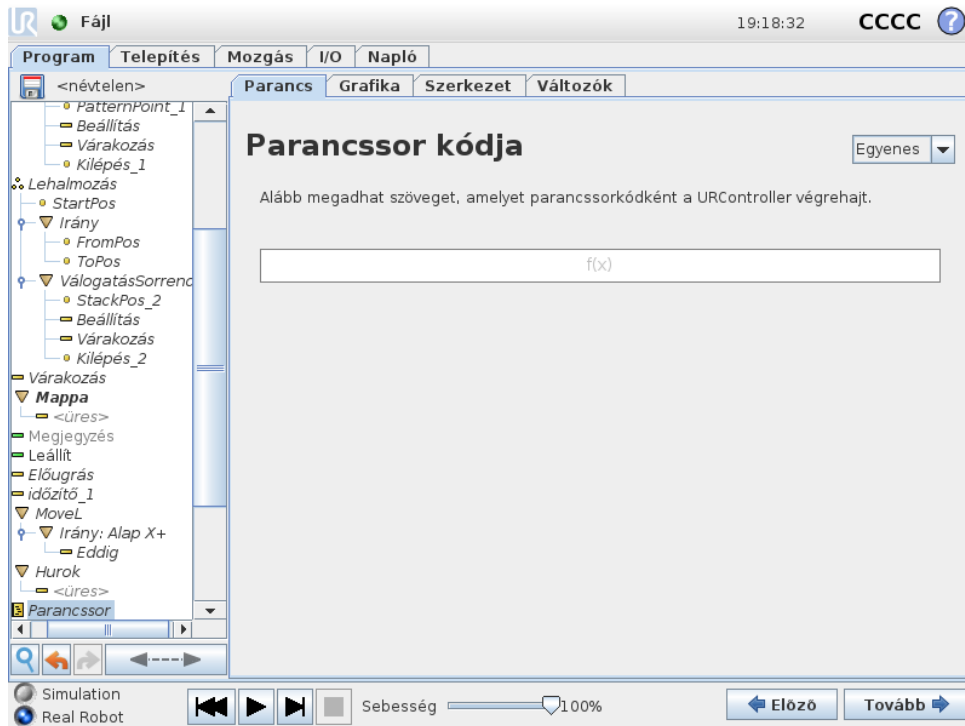 Fájl 19:18:32 CCCC ?
Program Telepítés Mozgás I/O Napló
<névtelen> Parancs Grafika Szerkezet Változók
PatternPoint_1
Beállítás
Várakozás
Kilépés_1
Lehalmozás
StartPos
Irány
FromPos
ToPos
VálogatásSorrend
StackPos_2
Beállítás
Várakozás
Kilépés_2
Várakozás
Mappa
<üres>
Megjegyzés
Leállít
Előugrás
időzítő_1
MoveL
Irány: Alap X+
Eddig
Hurok
<üres>
Parancssor
Parancssor kódja
Egyenes
Alább megadhat szöveget, amelyet parancssorkódként a URController végrehajt.
f(x)
Simulation
Real Robot
Sebesség 100%
Előző Tovább